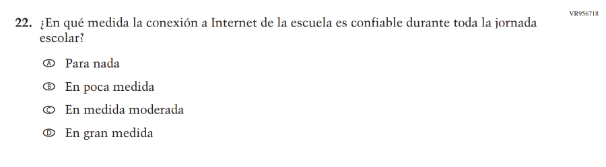 VR956718
22. ¿En qué medida la conexión a Internet de la escuela es confiable durante toda la jornada
escolar?
A Para nada
B En poca medida
C En medida moderada
D En gran medida